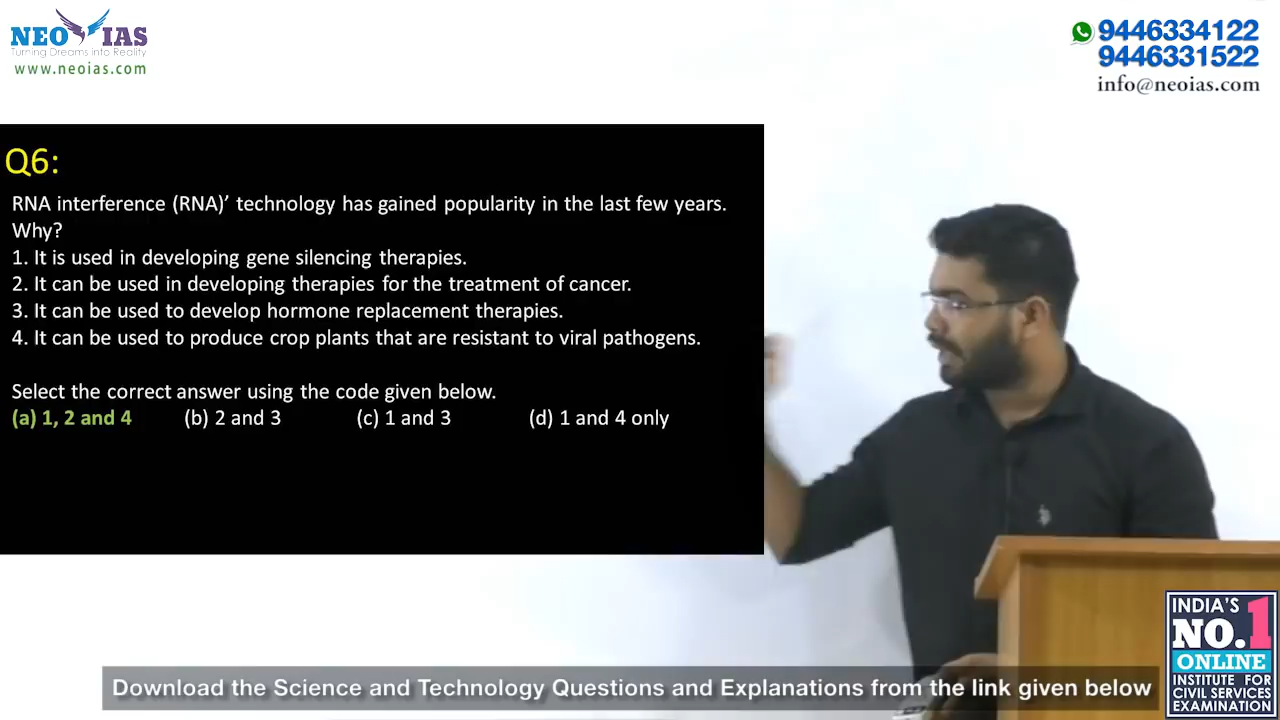 NEO IAS
Turning Dreams into Reality
www.neoias.com
9446334122
9446331522
info@neoias.com
Q6:
RNA interference (RNA)’ technology has gained popularity in the last few years.
Why?
1. It is used in developing gene silencing therapies.
2. It can be used in developing therapies for the treatment of cancer.
3. It can be used to develop hormone replacement therapies.
4. It can be used to produce crop plants that are resistant to viral pathogens.
Select the correct answer using the code given below.
(a) 1, 2 and 4 (b) 2 and 3 (c) 1 and 3 (d) 1 and 4 only
INDIA'S
NO.1
ONLINE
INSTITUTE FOR
CIVIL SERVICES
EXAMINATION
Download the Science and Technology Questions and Explanations from the link given below